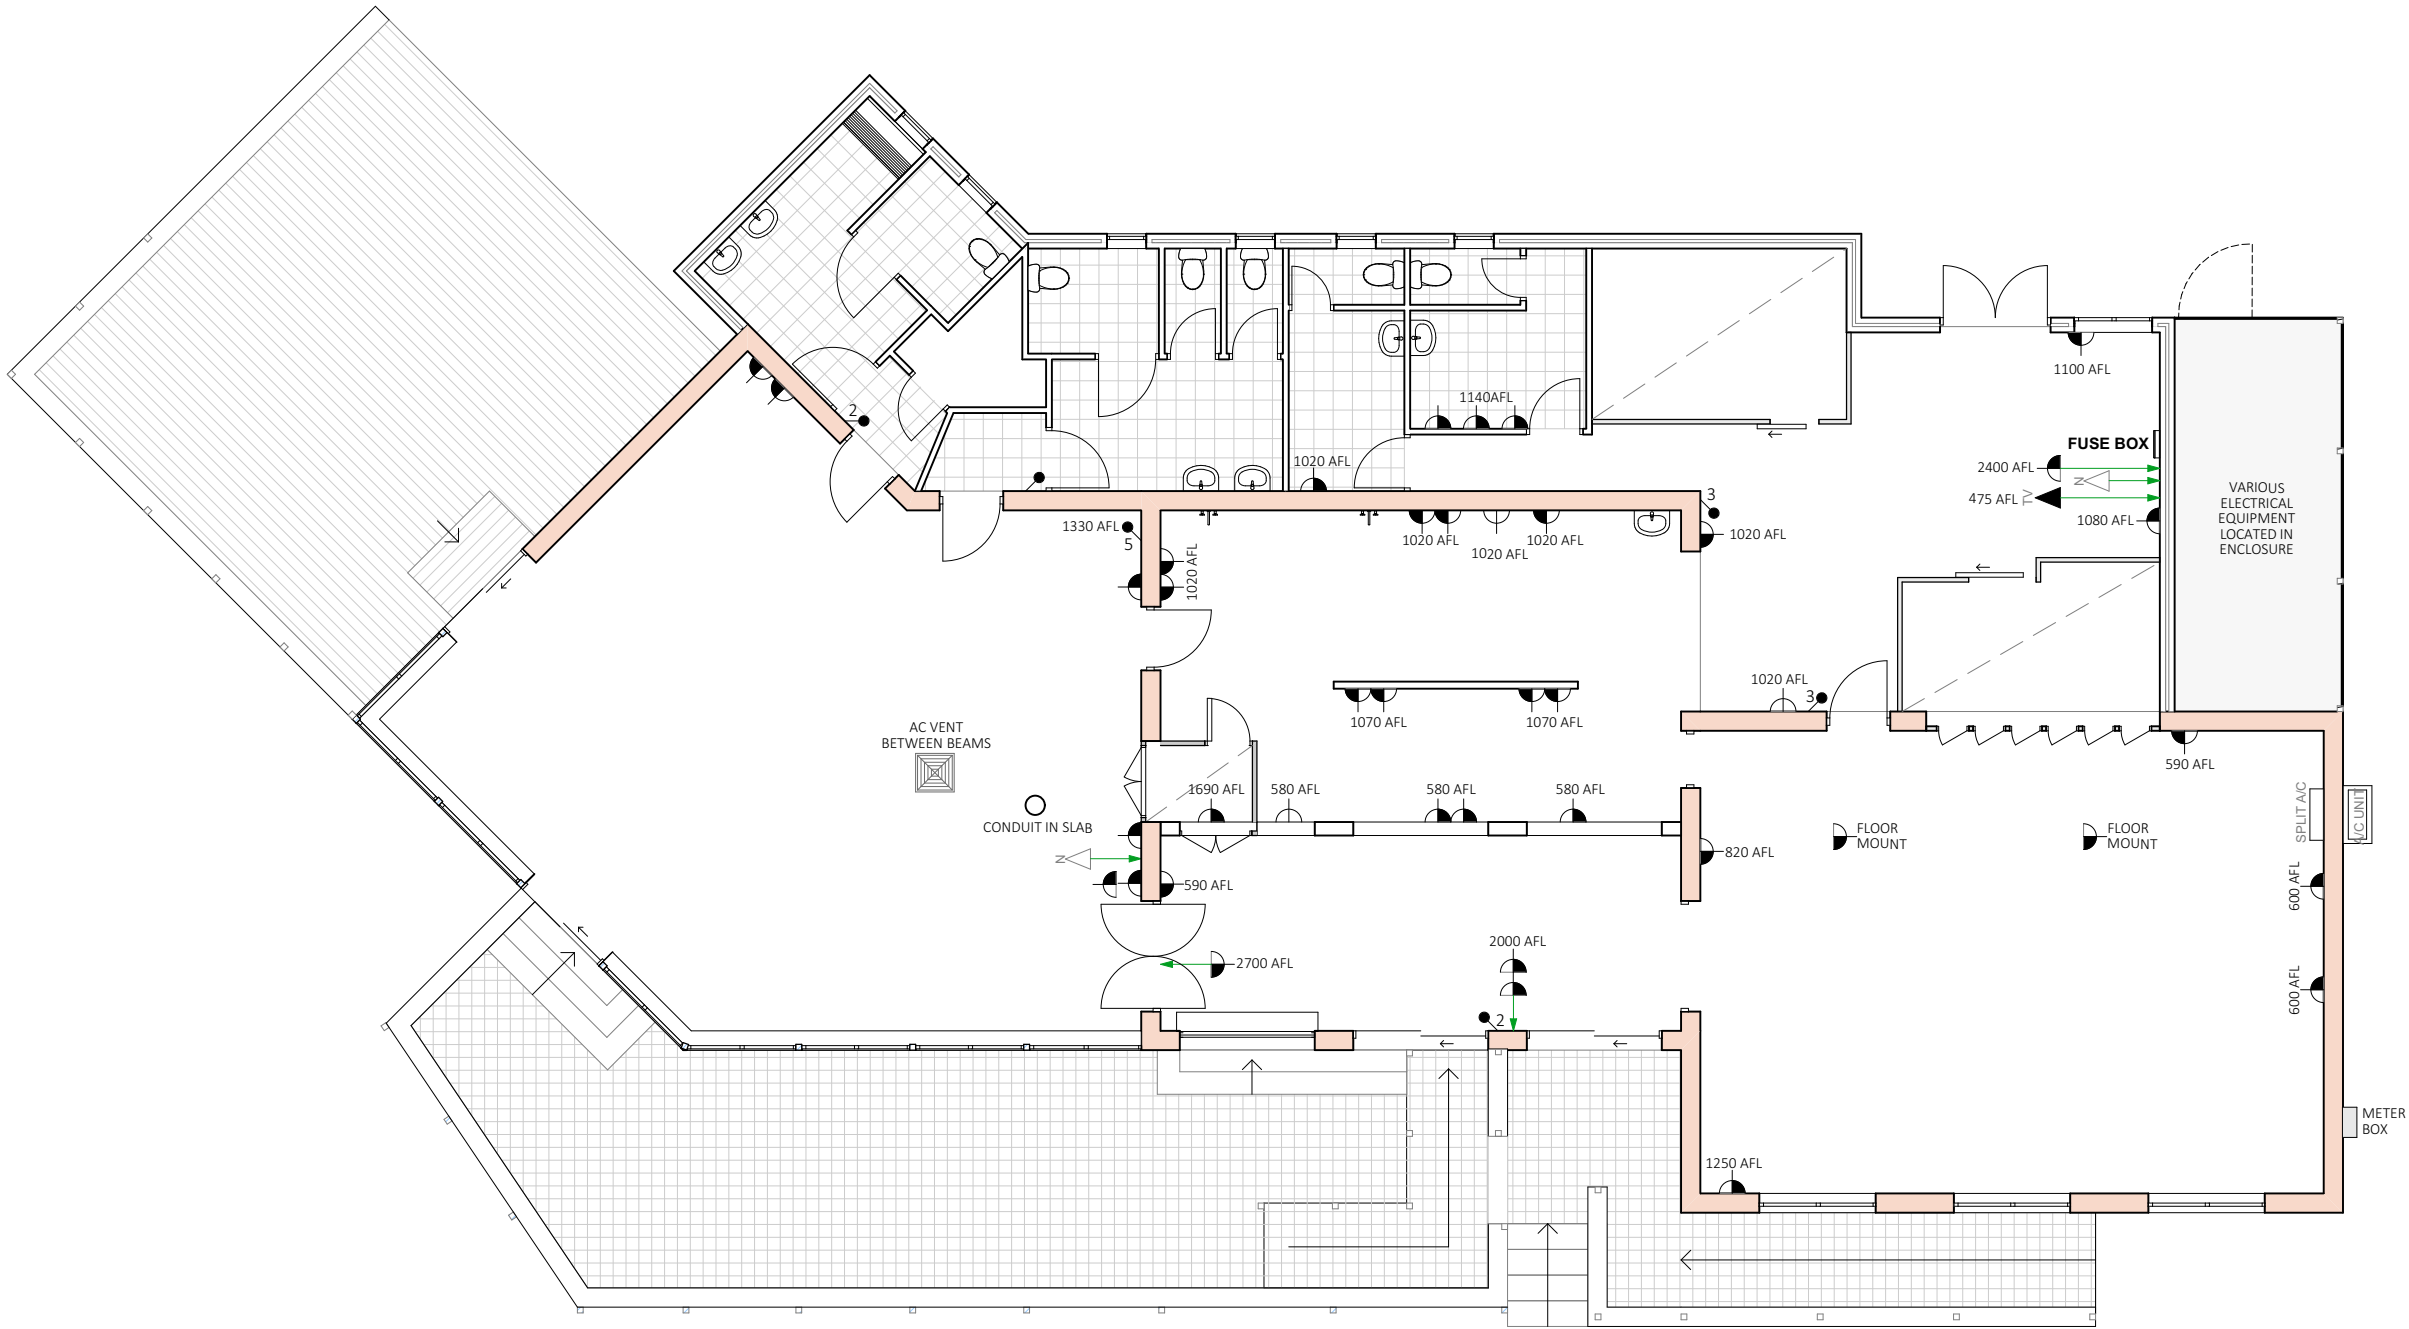 1100 AFL
1140AFL
2
FUSE BOX
1020 AFL
2400 AFL
N
475 AFL
TV
1080 AFL
VARIOUS
ELECTRICAL
EQUIPMENT
LOCATED IN
ENCLOSURE
3
1330 AFL
5
1020 AFL
1020 AFL
1020 AFL
1020 AFL
1020 AFL
1020 AFL
3
1070 AFL
1070 AFL
AC VENT
BETWEEN BEAMS
590 AFL
1690 AFL
580 AFL
580 AFL
580 AFL
SPLIT A/C
A/C UNIT
CONDUIT IN SLAB
FLOOR
MOUNT
FLOOR
MOUNT
820 AFL
N
590 AFL
600 AFL
2000 AFL
2700 AFL
600 AFL
2
METER
BOX
1250 AFL